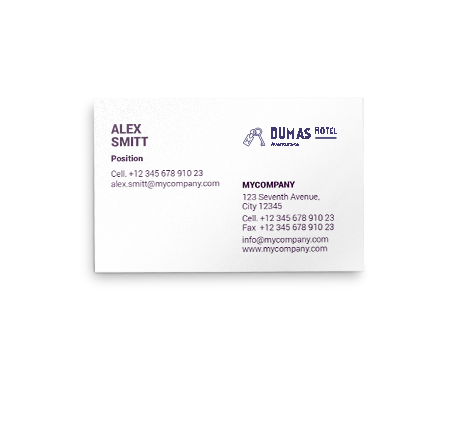 ALEX
SMITT
Position
Cell. +12 345 678 910 23
alex.smitt@mycompany.com
DUMAS HOTEL
MYCOMPANY
123 Seventh Avenue,
City 12345
Cell. +12 345 678 910 23
Fax +12 345 678 910 23
info@mycompany.com
www.mycompany.com